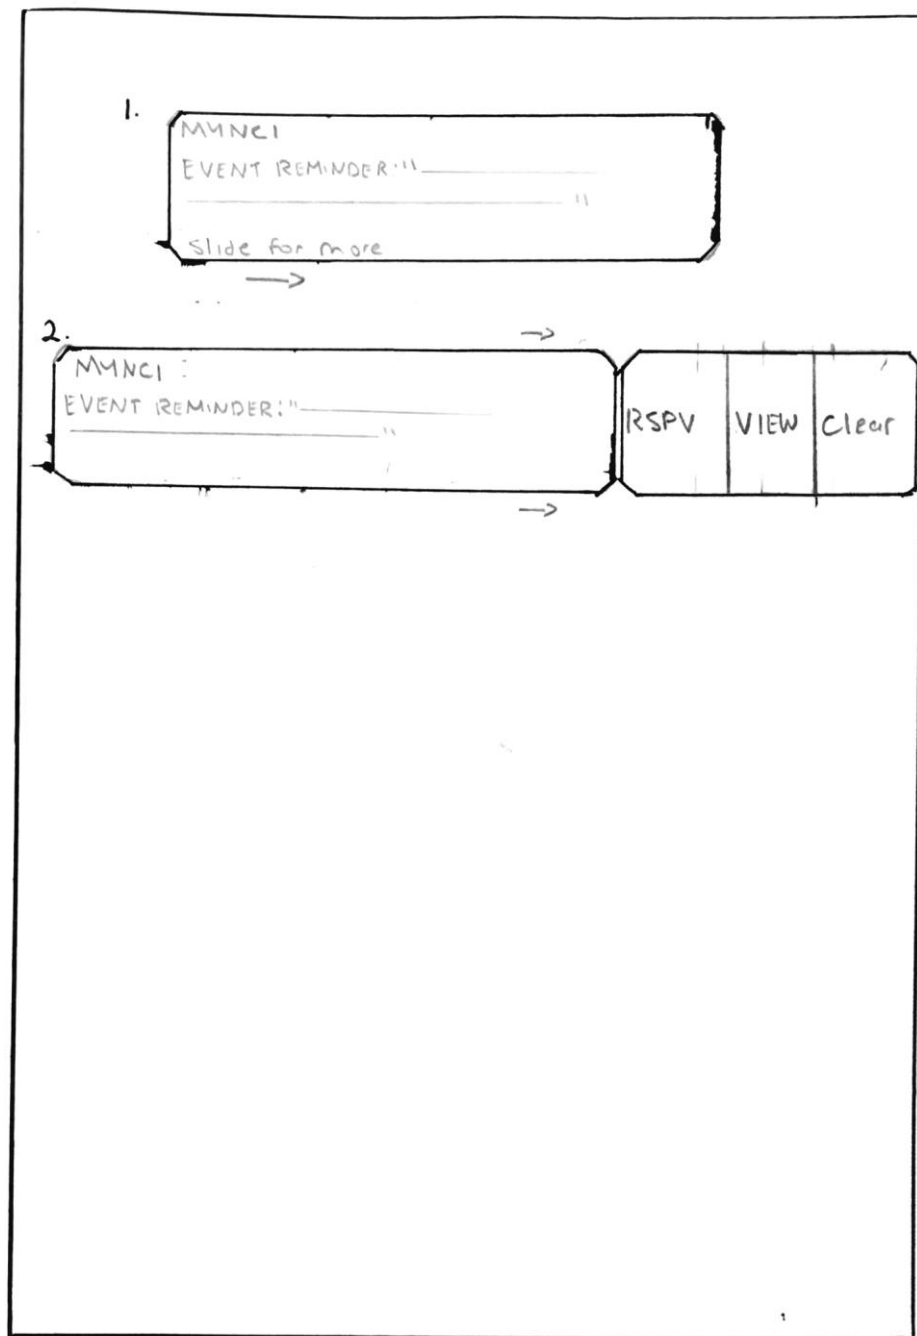 1.
MYNCI
EVENT REMINDER: "
"
Slide for more
2.
MYNCI :
EVENT REMINDER: "
"
RSPV
VIEW
Clear